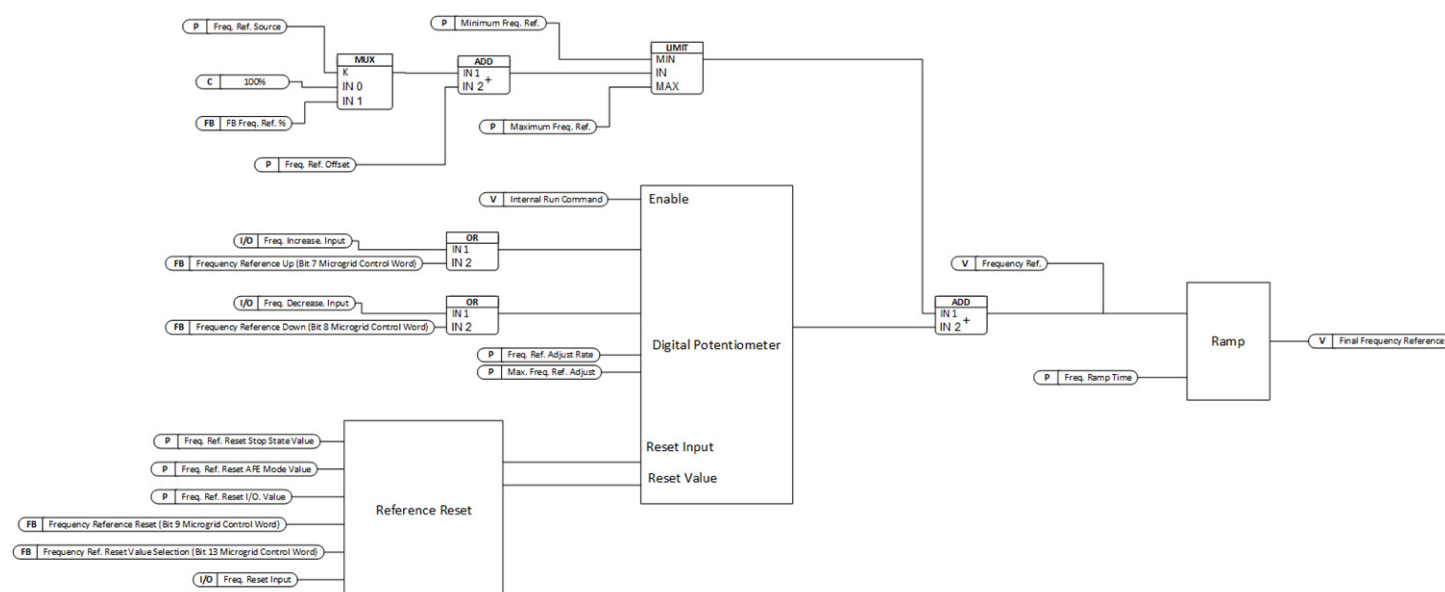 P Freq. Ref. Source
P Minimum Freq. Ref.
MUX
K
IN 0
IN 1
C 100%
FB FB Freq. Ref. %
ADD
IN 1
IN 2 +
LIMIT
MIN
IN
MAX
P Maximum Freq. Ref.
P Freq. Ref. Offset
V Internal Run Command
Enable
I/O Freq. Increase. Input
FB Frequency Reference Up (Bit 7 Microgrid Control Word)
OR
IN 1
IN 2
I/O Freq. Decrease. Input
FB Frequency Reference Down (Bit 8 Microgrid Control Word)
OR
IN 1
IN 2
Digital Potentiometer
P Freq. Ref. Adjust Rate
P Max. Freq. Ref. Adjust
V Frequency Ref.
ADD
IN 1
IN 2 +
Ramp
V Final Frequency Reference
P Freq. Ramp Time
Reset Input
Reset Value
P Freq. Ref. Reset Stop State Value
P Freq. Ref. Reset AFE Mode Value
P Freq. Ref. Reset I/O. Value
FB Frequency Reference Reset (Bit 9 Microgrid Control Word)
FB Frequency Ref. Reset Value Selection (Bit 13 Microgrid Control Word)
I/O Freq. Reset Input
Reference Reset